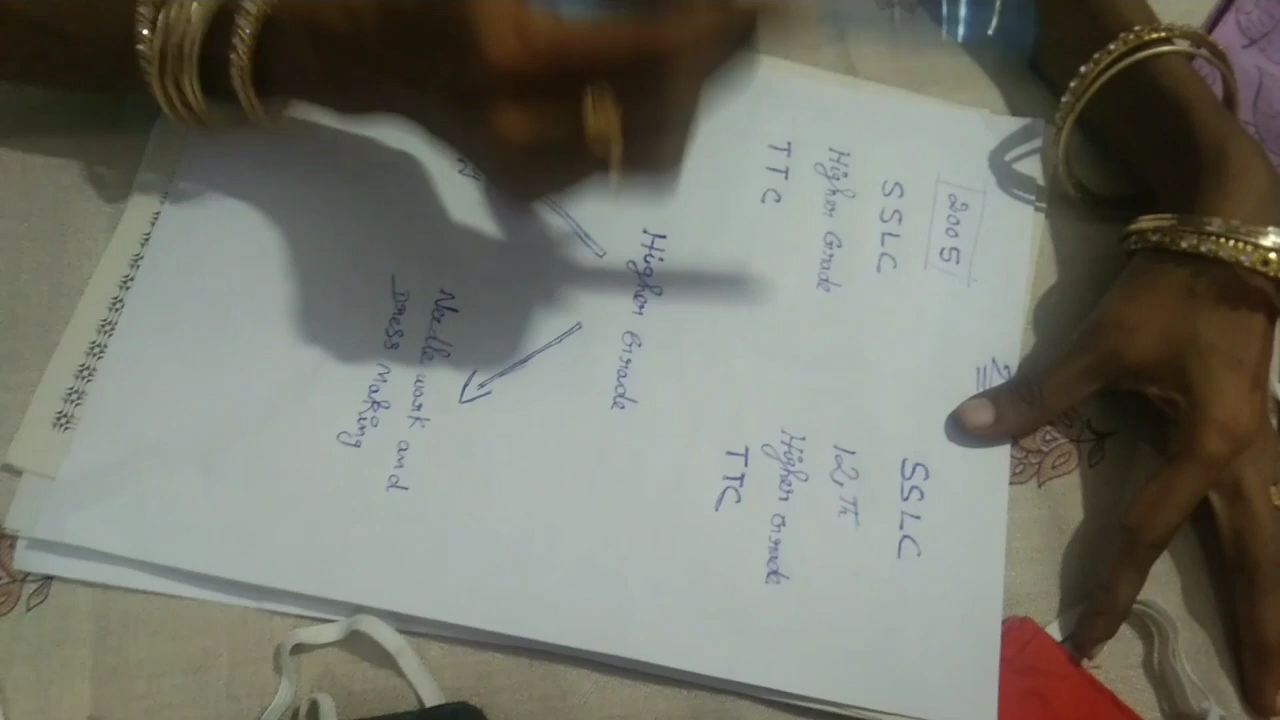 2005
SSLC
Higher Grade
TTC
SSLC
12th
Higher Grade
TTC
Higher Grade
Needle work and
Dress Making